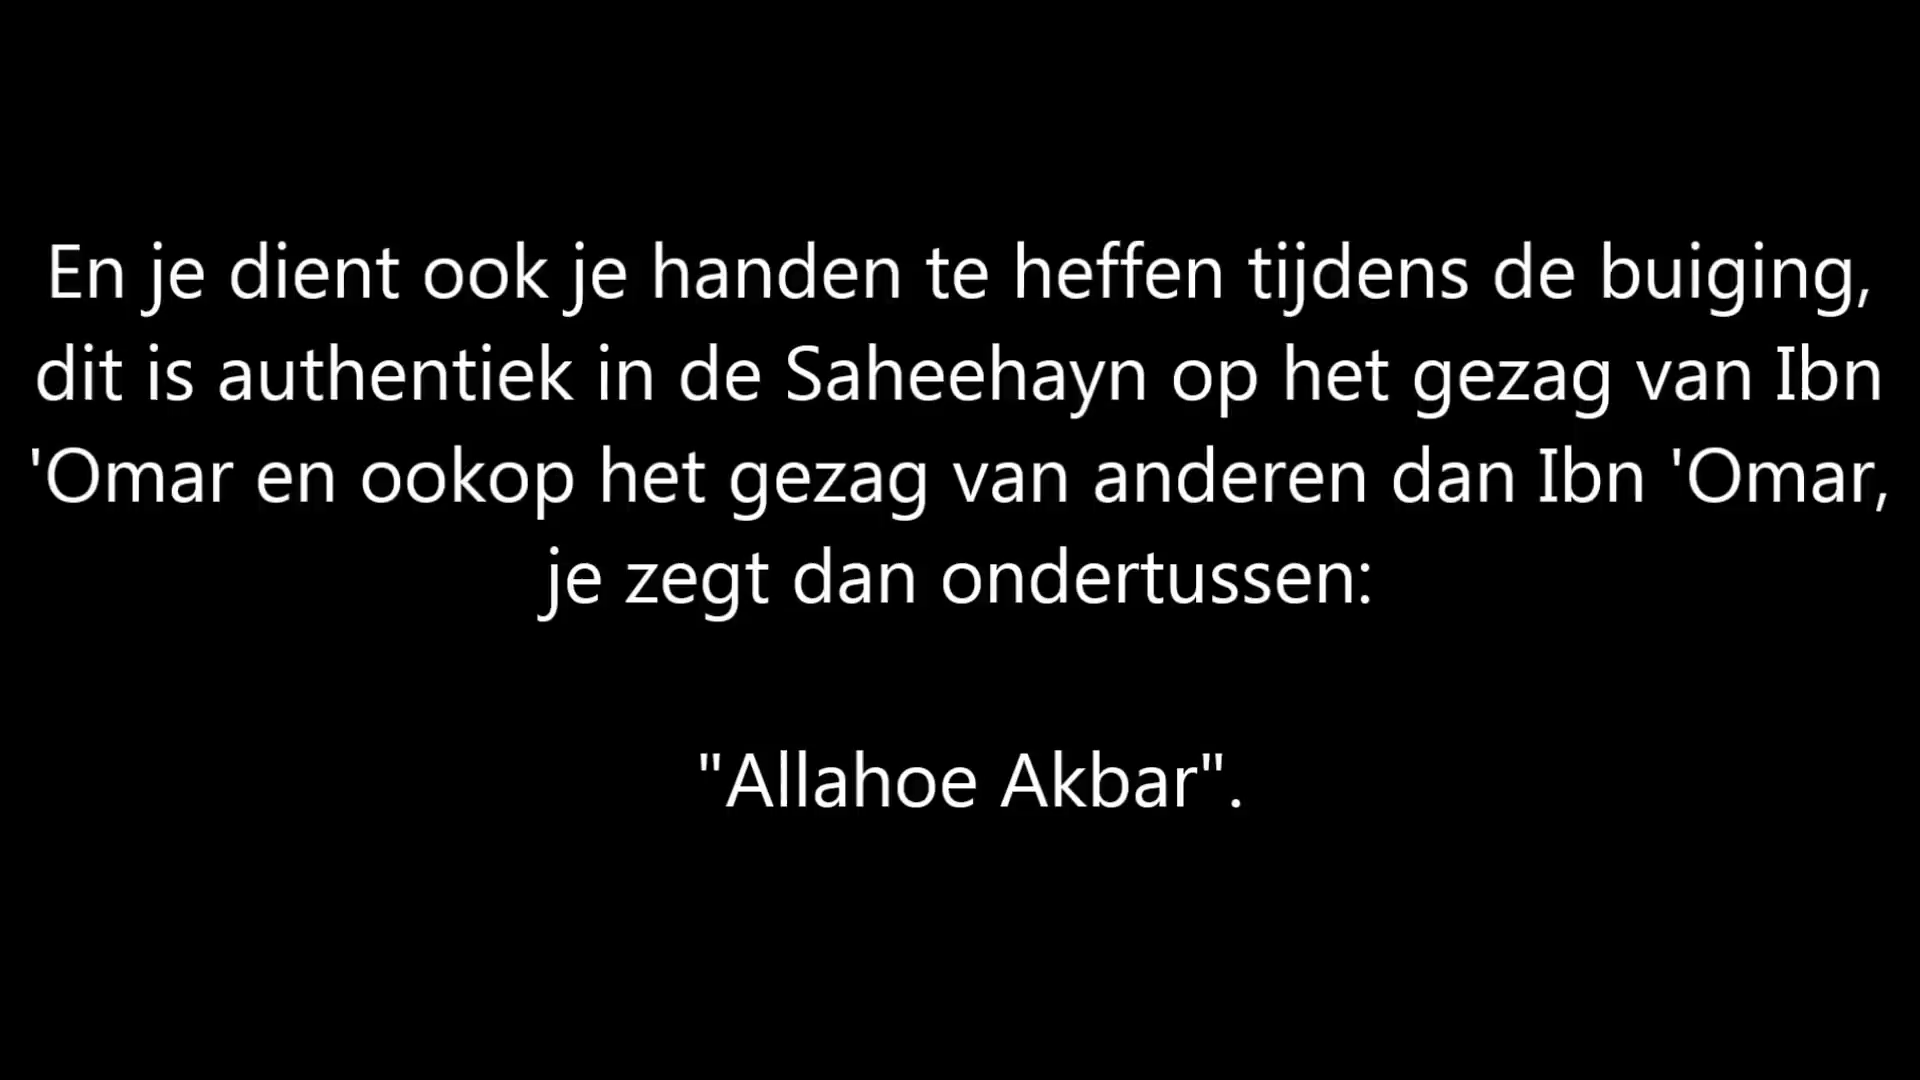 En je dient ook je handen te heffen tijdens de buiging,
dit is authentiek in de Saheehayn op het gezag van Ibn
'Omar en ookop het gezag van anderen dan Ibn 'Omar,
je zegt dan ondertussen:
"Allahoe Akbar".